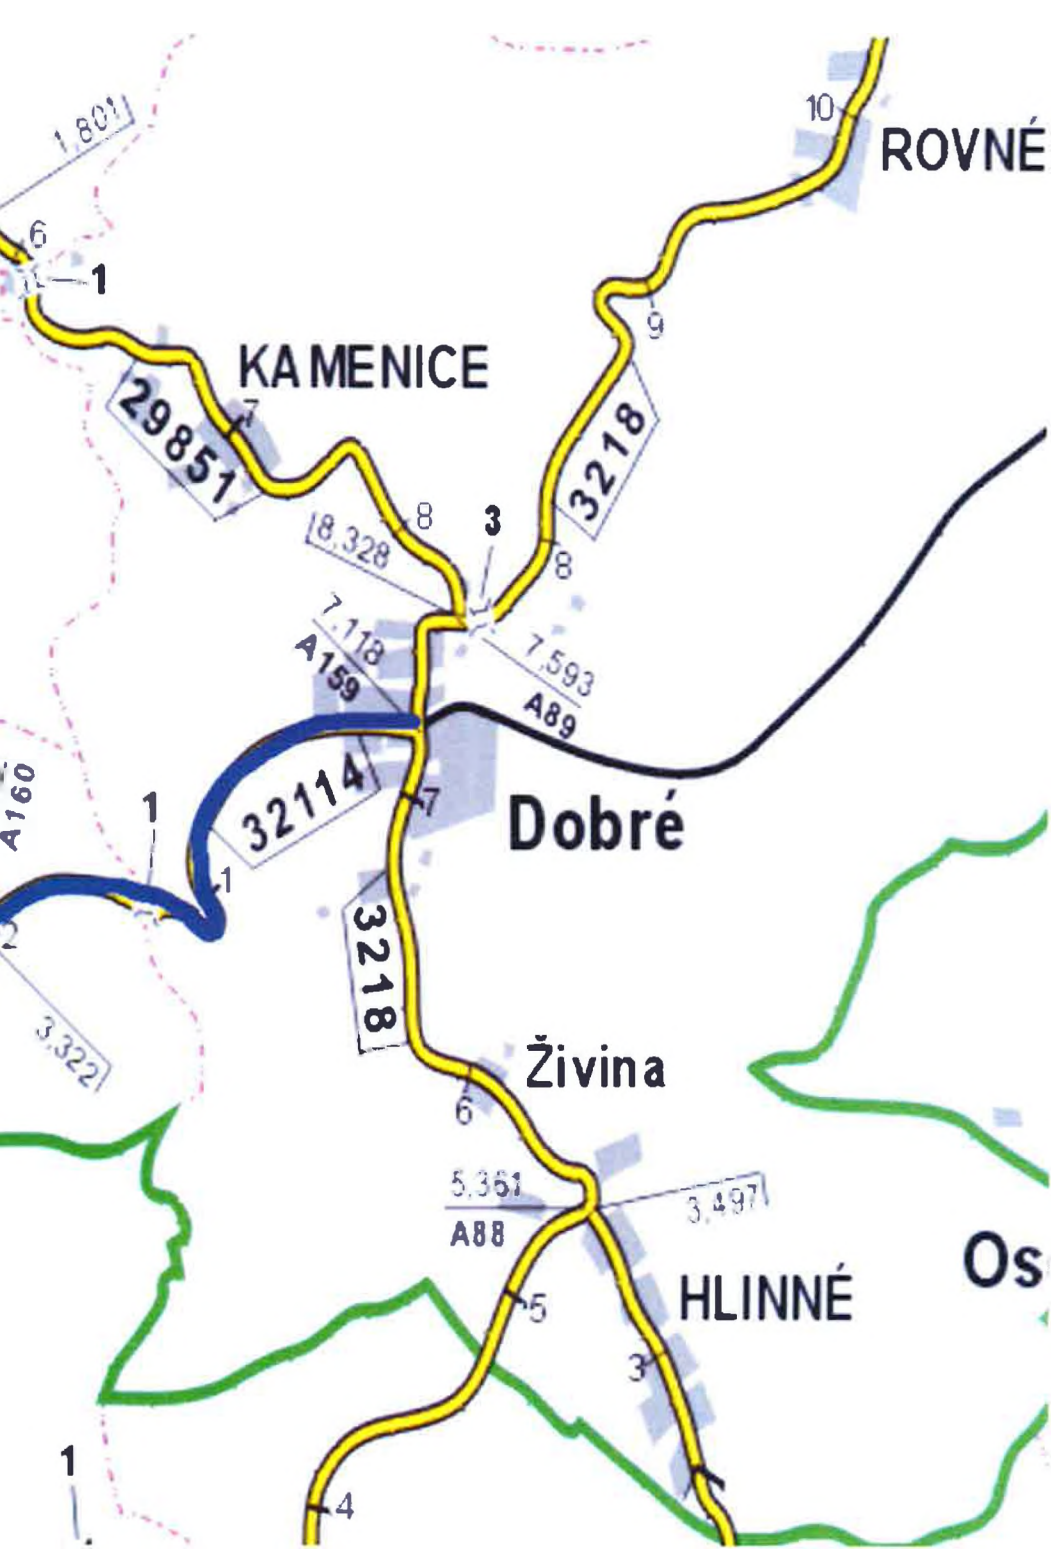 10
ROVNÉ
1,801
6
1
9
KAMENICE
7
29851
3218
8
3
8,328
8
7,118
A159
7,593
A89
A160
32114
1
7
Dobré
1
2
3218
3,322
Živina
6
5,361
A88
3,497
Os
HLINNÉ
5
3
1
4